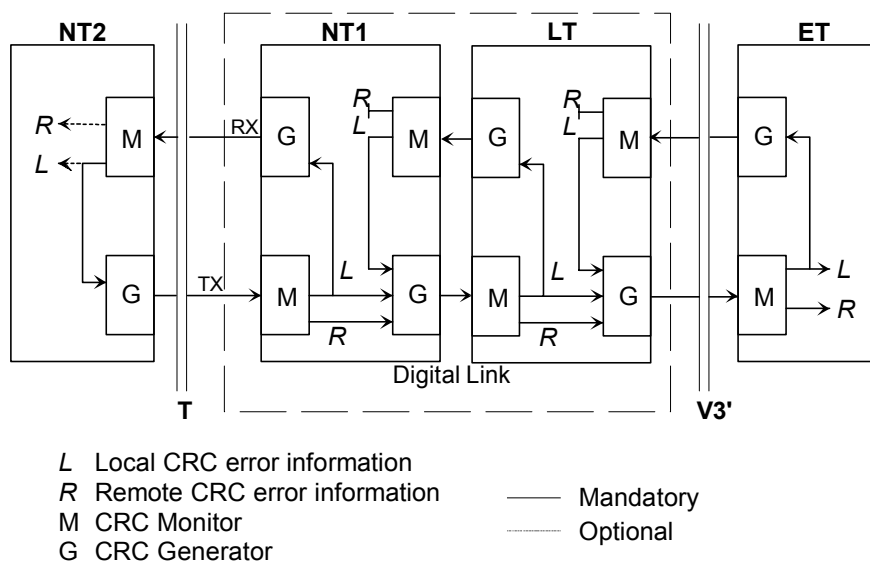 NT2 NT1 LT ET
R M RX G R L M G R L M G
L
G TX M L R G M L R G M L R
Digital Link
T V3'
L Local CRC error information
R Remote CRC error information
M CRC Monitor
G CRC Generator
Mandatory
Optional